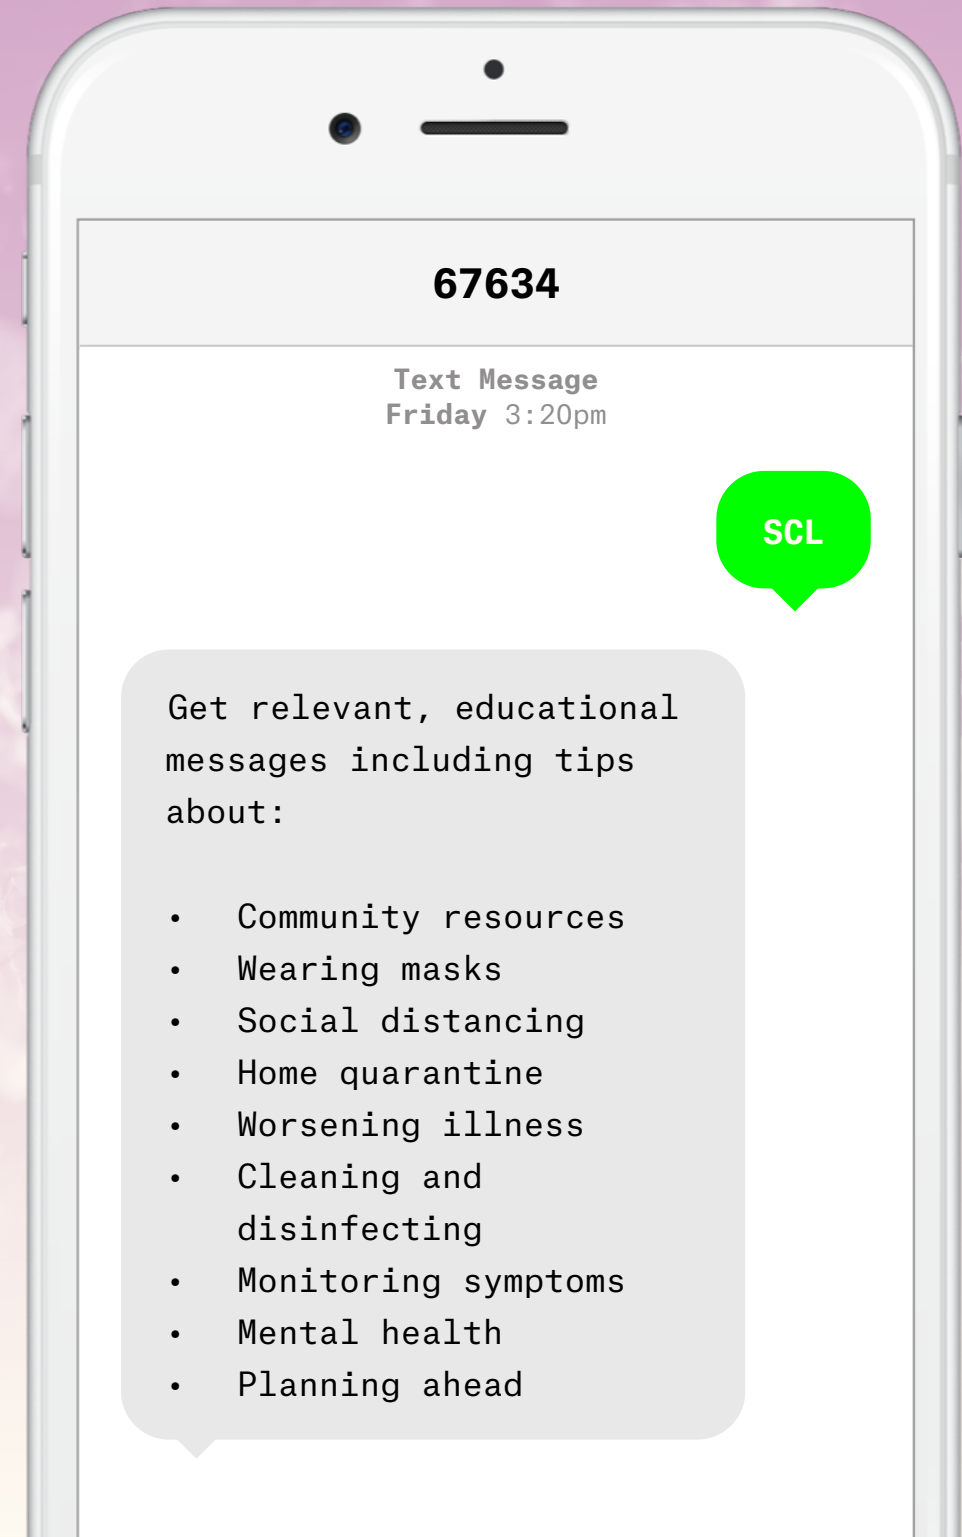 67634
Text Message
Friday 3:20pm
SCL
Get relevant, educational
messages including tips
about:
• Community resources
• Wearing masks
• Social distancing
• Home quarantine
• Worsening illness
• Cleaning and
disinfecting
• Monitoring symptoms
• Mental health
• Planning ahead